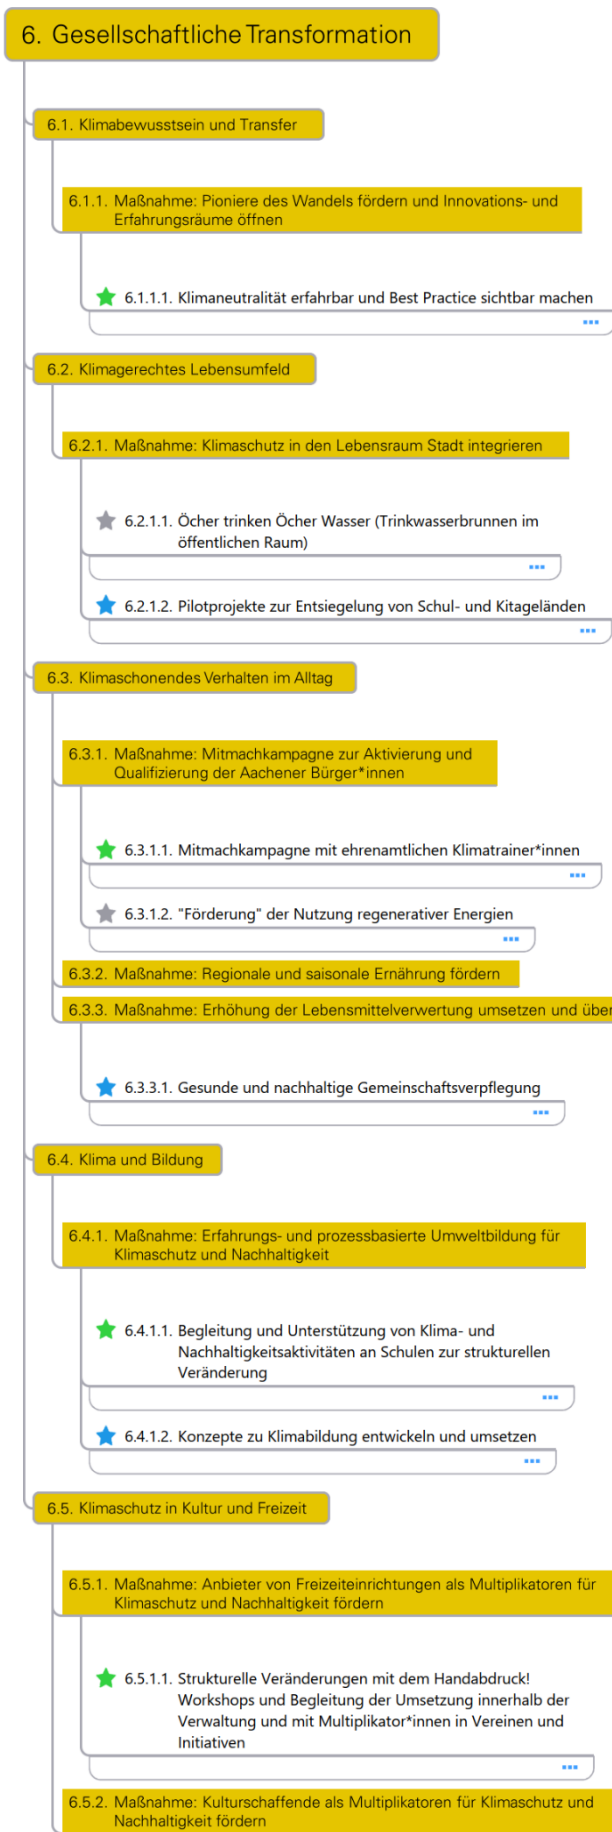 6. Gesellschaftliche Transformation
6.1. Klimabewusstsein und Transfer
6.1.1. Maßnahme: Pioniere des Wandels fördern und Innovations- und
Erfahrungsräume öffnen
6.1.1.1. Klimaneutralität erfahrbar und Best Practice sichtbar machen
6.2. Klimagerechtes Lebensumfeld
6.2.1. Maßnahme: Klimaschutz in den Lebensraum Stadt integrieren
6.2.1.1. Öcher trinken Öcher Wasser (Trinkwasserbrunnen im
öffentlichen Raum)
6.2.1.2. Pilotprojekte zur Entsiegelung von Schul- und Kitageländen
6.3. Klimaschonendes Verhalten im Alltag
6.3.1. Maßnahme: Mitmachkampagne zur Aktivierung und
Qualifizierung der Aachener Bürger*innen
6.3.1.1. Mitmachkampagne mit ehrenamtlichen Klimatrainer*innen
6.3.1.2. "Förderung" der Nutzung regenerativer Energien
6.3.2. Maßnahme: Regionale und saisonale Ernährung fördern
6.3.3. Maßnahme: Erhöhung der Lebensmittelverwertung umsetzen und über
6.3.3.1. Gesunde und nachhaltige Gemeinschaftsverpflegung
6.4. Klima und Bildung
6.4.1. Maßnahme: Erfahrungs- und prozessbasierte Umweltbildung für
Klimaschutz und Nachhaltigkeit
6.4.1.1. Begleitung und Unterstützung von Klima- und
Nachhaltigkeitsaktivitäten an Schulen zur strukturellen
Veränderung
6.4.1.2. Konzepte zu Klimabildung entwickeln und umsetzen
6.5. Klimaschutz in Kultur und Freizeit
6.5.1. Maßnahme: Anbieter von Freizeiteinrichtungen als Multiplikatoren für
Klimaschutz und Nachhaltigkeit fördern
6.5.1.1. Strukturelle Veränderungen mit dem Handabdruck!
Workshops und Begleitung der Umsetzung innerhalb der
Verwaltung und mit Multiplikator*innen in Vereinen und
Initiativen
6.5.2. Maßnahme: Kulturschaffende als Multiplikatoren für Klimaschutz und
Nachhaltigkeit fördern